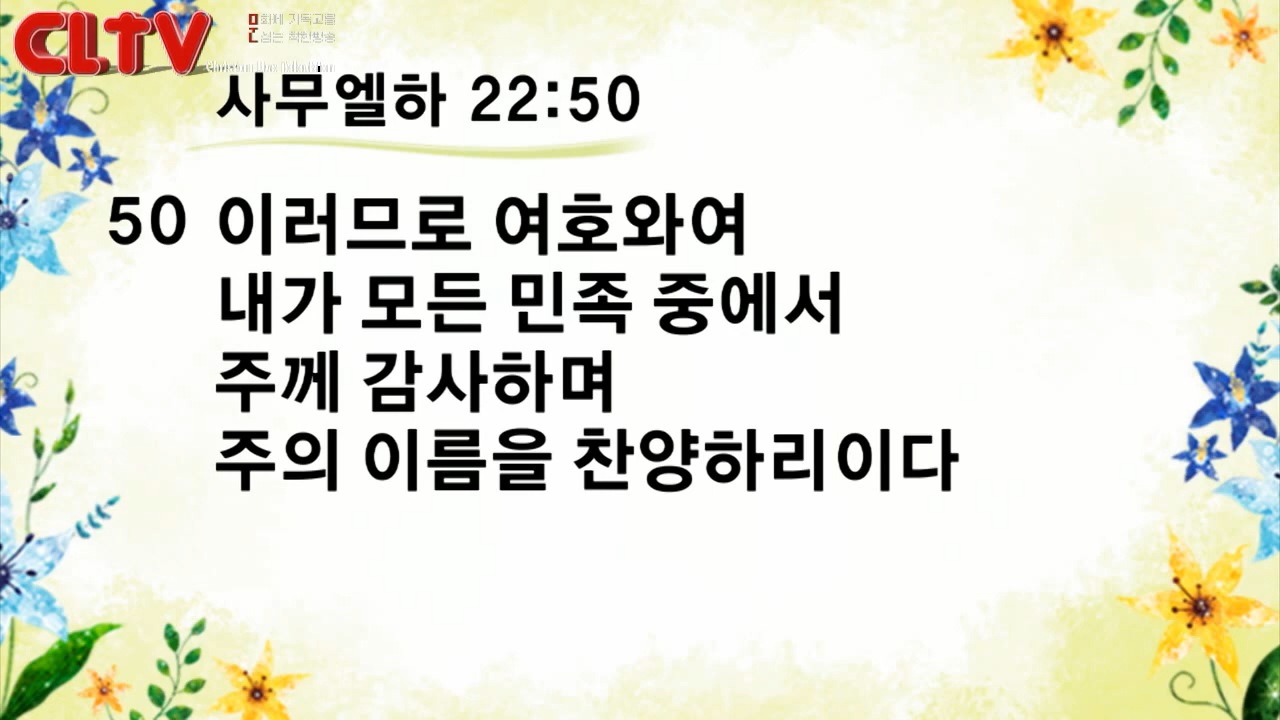 CLTV
사무엘하 22:50
50 이러므로 여호와여
내가 모든 민족 중에서
주께 감사하며
주의 이름을 찬양하리이다